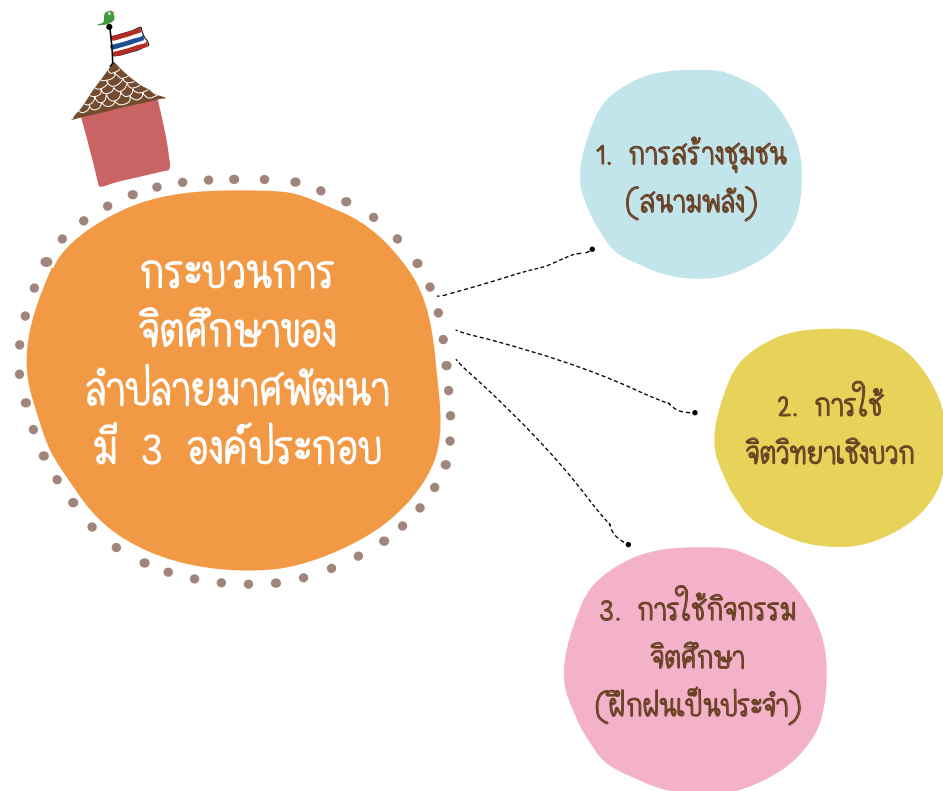 กระบวนการ
จิตศึกษาของ
ลำปลายมาศพัฒนา
มี 3 องค์ประกอบ
1. การสร้างชุมชน
(สนามพลัง)
2. การใช้
จิตวิทยาเชิงบวก
3. การใช้กิจกรรม
จิตศึกษา
(ฝึกฝนเป็นประจำ)